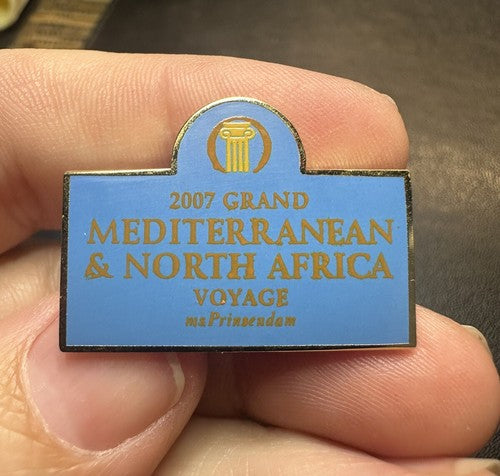 2007 GRAND
MEDITERRANEAN
& NORTH AFRICA
VOYAGE
ms Prinsendam